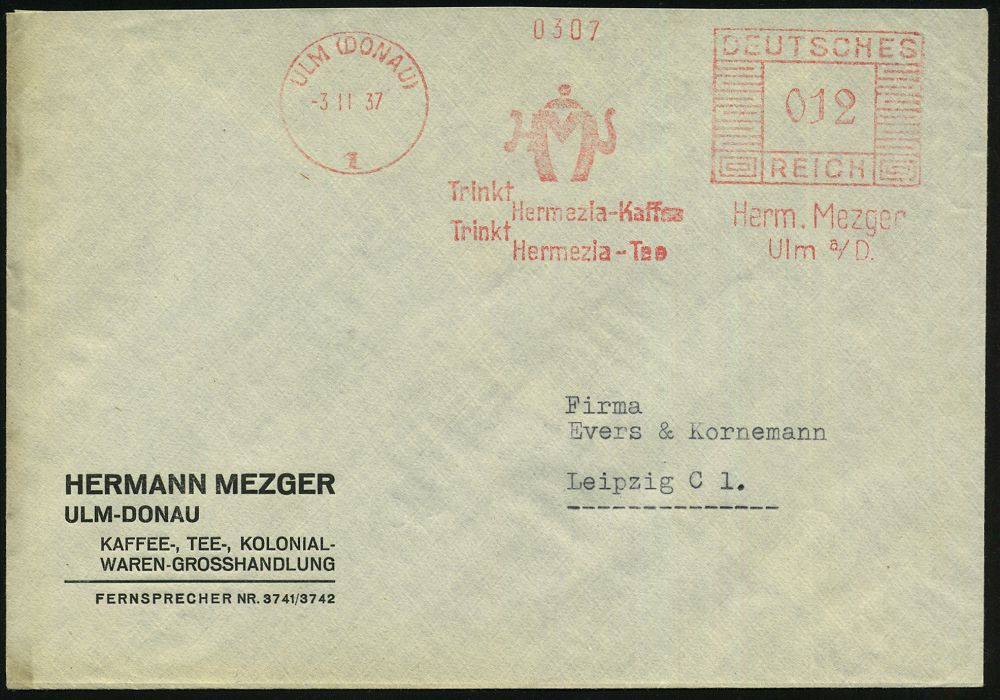 ULM (DONAU)
-3 11 37
1
0307
Trinkt
Hermezia-Kaffee
Trinkt
Hermezia-Tee
DEUTSCHES
012
REICH
Herm. Mezger
Ulm a/D.
Firma
Evers & Kornemann
Leipzig C 1.
HERMANN MEZGER
ULM-DONAU
KAFFEE-, TEE-, KOLONIAL-
WAREN-GROSSHANDLUNG
FERNSPRECHER NR. 3741/3742